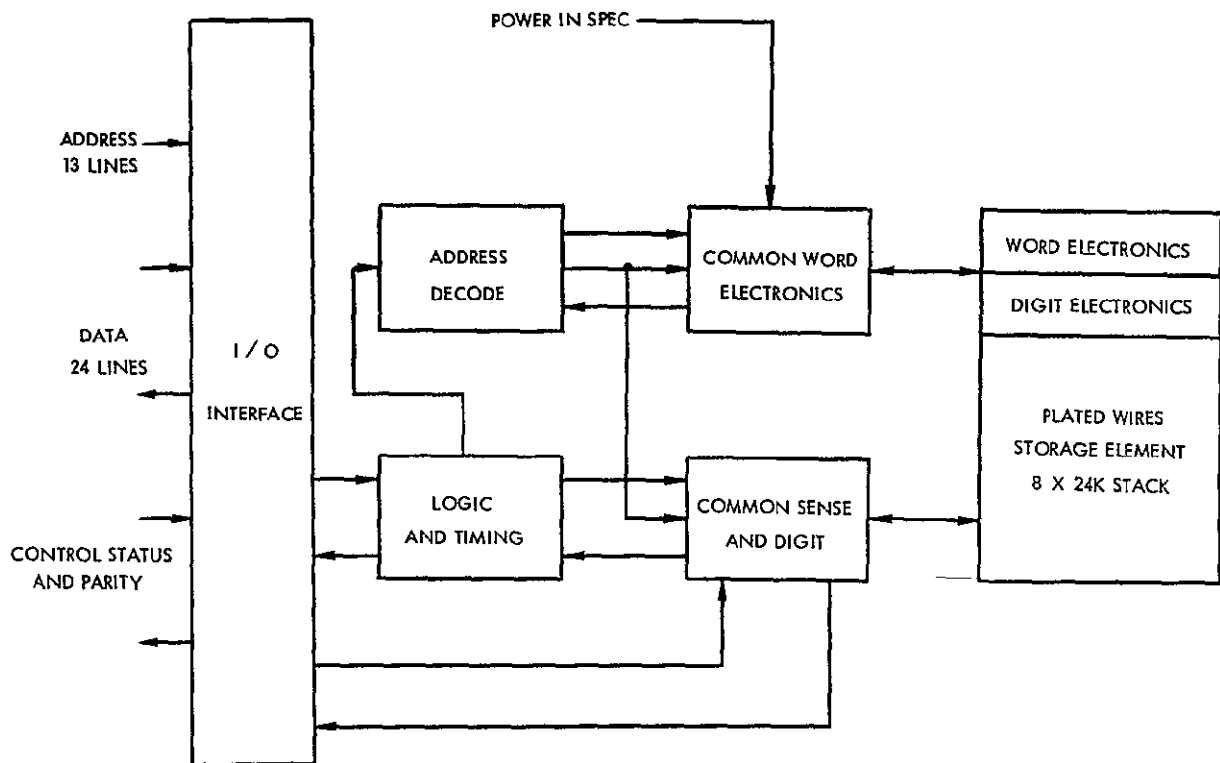 POWER IN SPEC
ADDRESS
13 LINES
DATA
24 LINES
CONTROL STATUS
AND PARITY
I/O
INTERFACE
ADDRESS
DECODE
LOGIC
AND TIMING
COMMON WORD
ELECTRONICS
COMMON SENSE
AND DIGIT
WORD ELECTRONICS
DIGIT ELECTRONICS
PLATED WIRES
STORAGE ELEMENT
8 X 24K STACK